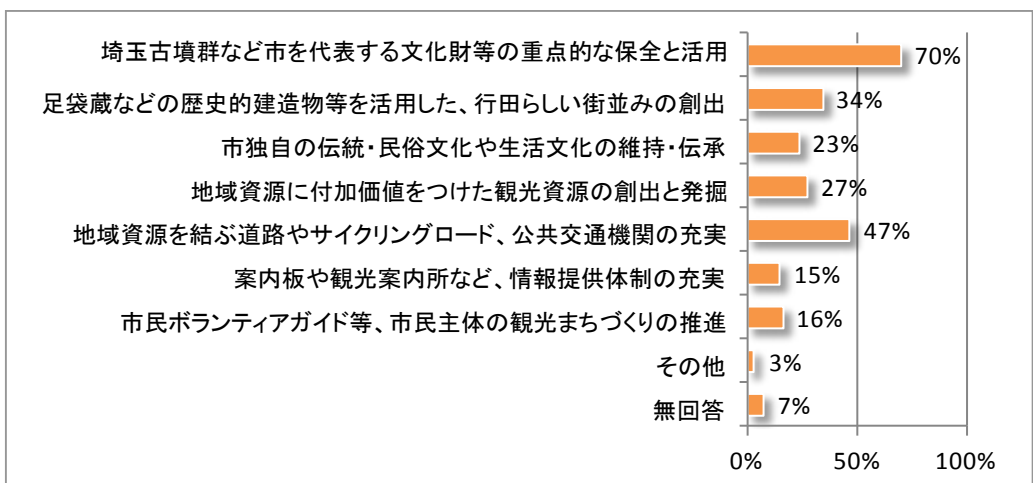 埼玉古墳群など市を代表する文化財等の重点的な保全と活用 70%
足袋蔵などの歴史的建造物等を活用した、行田らしい街並みの創出 34%
市独自の伝統・民俗文化や生活文化の維持・伝承 23%
地域資源に付加価値をつけた観光資源の創出と発掘 27%
地域資源を結ぶ道路やサイクリングロード、公共交通機関の充実 47%
案内板や観光案内所など、情報提供体制の充実 15%
市民ボランティアガイド等、市民主体の観光まちづくりの推進 16%
その他 3%
無回答 7%
0% 50% 100%